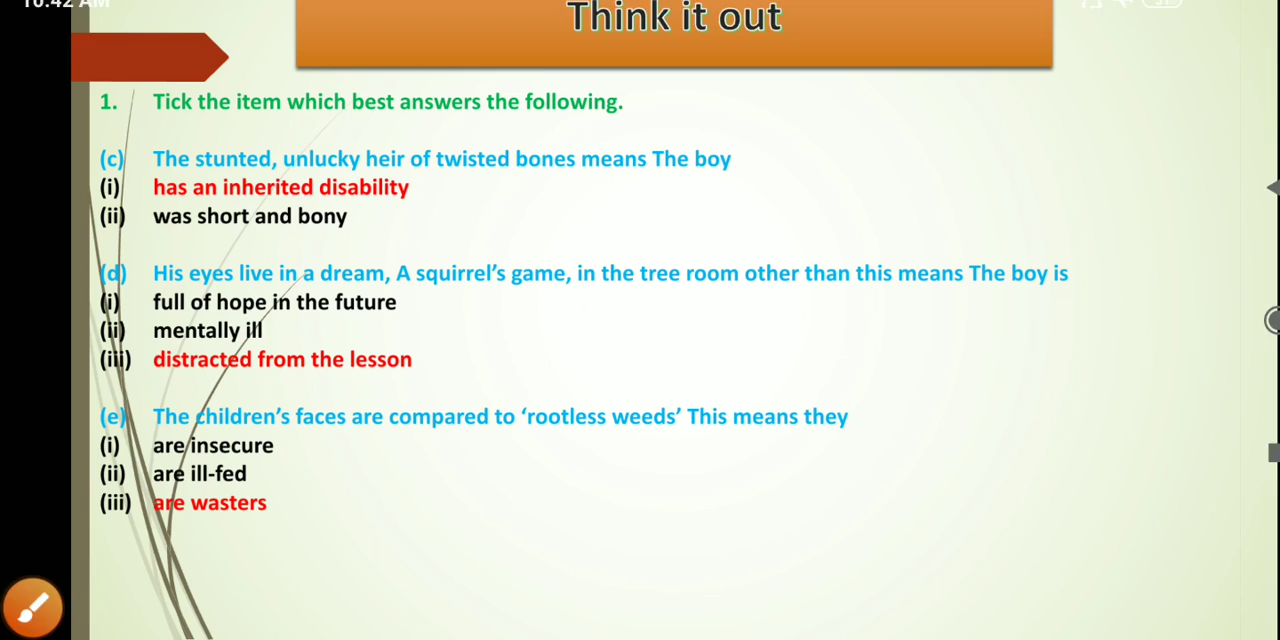 10:42 AM
Think it out
1. Tick the item which best answers the following.
(c) The stunted, unlucky heir of twisted bones means The boy
(i) has an inherited disability
(ii) was short and bony
(d) His eyes live in a dream, A squirrel's game, in the tree room other than this means The boy is
(i) full of hope in the future
(ii) mentally ill
(iii) distracted from the lesson
(e) The children's faces are compared to 'rootless weeds' This means they
(i) are insecure
(ii) are ill-fed
(iii) are wasters